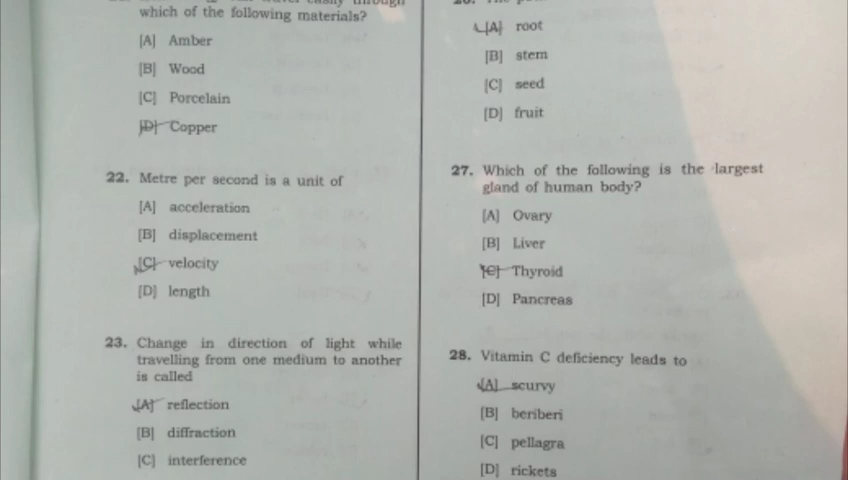 which of the following materials?
[A] Amber
[B] Wood
[C] Porcelain
[D] Copper
22. Metre per second is a unit of
[A] acceleration
[B] displacement
[C] velocity
[D] length
23. Change in direction of light while
travelling from one medium to another
is called
[A] reflection
[B] diffraction
[C] interference
[A] root
[B] stem
[C] seed
[D] fruit
27. Which of the following is the largest
gland of human body?
[A] Ovary
[B] Liver
[C] Thyroid
[D] Pancreas
28. Vitamin C deficiency leads to
[A] scurvy
[B] beriberi
[C] pellagra
[D] rickets